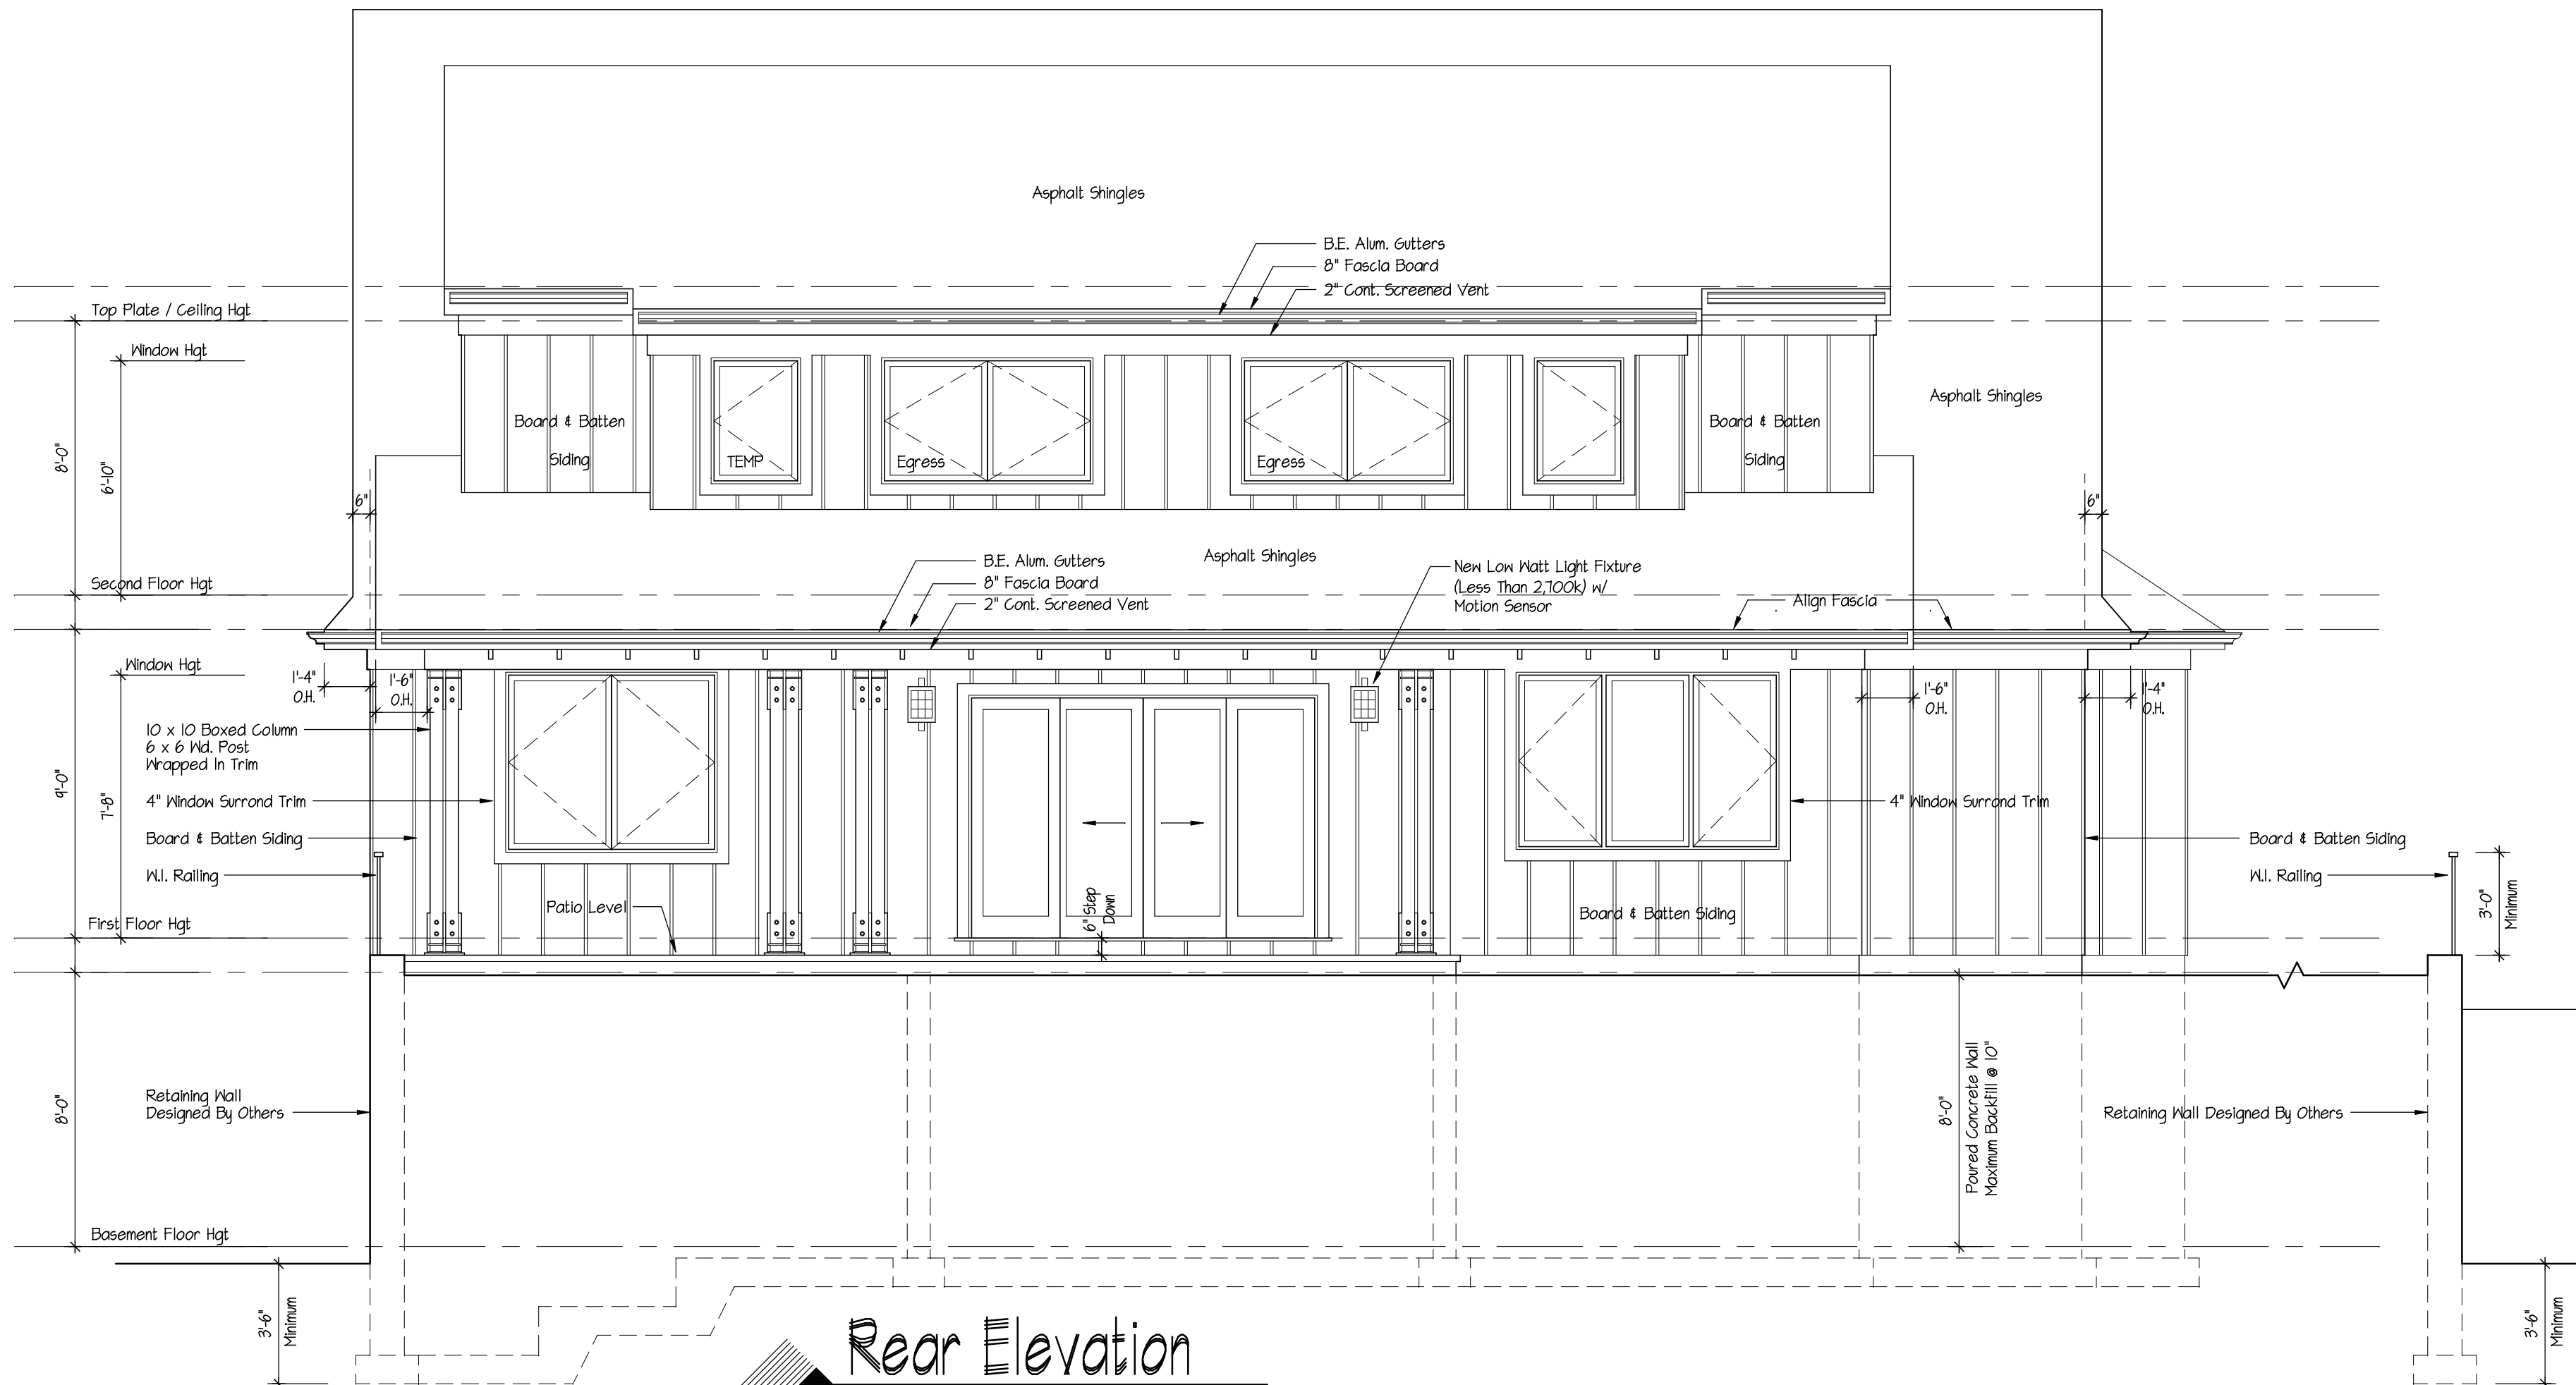 Asphalt Shingles
B.E. Alum. Gutters
8" Fascia Board
2" Cont. Screened Vent
Top Plate / Ceiling Hgt
Window Hgt
8'-0"
6'-10"
Board & Batten
Siding
TEMP
Egress
Egress
Board & Batten
Siding
Asphalt Shingles
6"
6"
Second Floor Hgt
B.E. Alum. Gutters
8" Fascia Board
2" Cont. Screened Vent
Asphalt Shingles
New Low Watt Light Fixture
(Less Than 2,700k) w/
Motion Sensor
Align Fascia
Window Hgt
1'-4"
O.H.
1'-6"
O.H.
1'-6"
O.H.
1'-4"
O.H.
9'-0"
7'-8"
10 x 10 Boxed Column
6 x 6 Wd. Post
Wrapped In Trim
4" Window Surrond Trim
Board & Batten Siding
W.I. Railing
4" Window Surrond Trim
Board & Batten Siding
W.I. Railing
3'-0"
Minimum
Patio Level
6" Step
Down
Board & Batten Siding
First Floor Hgt
8'-0"
Retaining Wall
Designed By Others
8'-0"
Poured Concrete Wall
Maximum Backfill @ 10"
Retaining Wall Designed By Others
Basement Floor Hgt
3'-6"
Minimum
3'-6"
Minimum
Rear Elevation